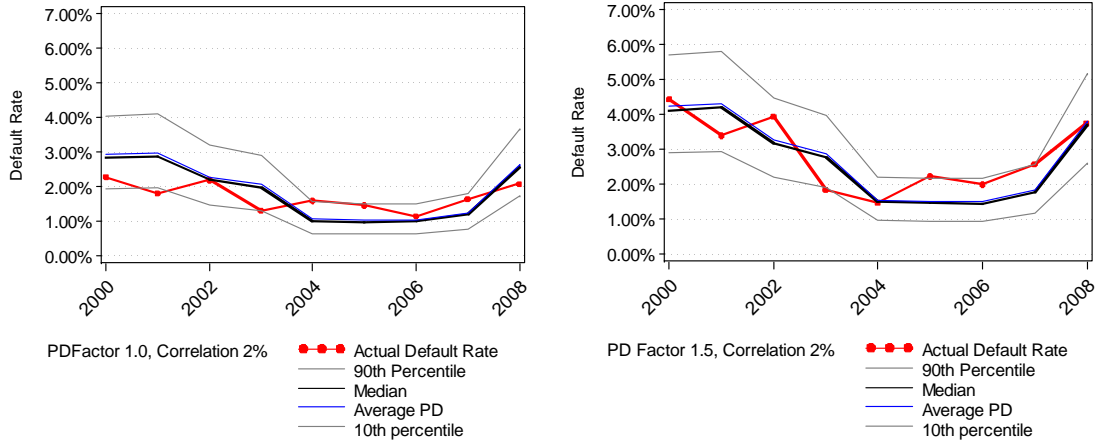 7.00%
6.00%
5.00%
4.00%
3.00%
2.00%
1.00%
0.00%
Default Rate
2000
2002
2004
2006
2008
PDFactor 1.0, Correlation 2%
Actual Default Rate
90th Percentile
Median
Average PD
10th percentile
7.00%
6.00%
5.00%
4.00%
3.00%
2.00%
1.00%
0.00%
Default Rate
2000
2002
2004
2006
2008
PD Factor 1.5, Correlation 2%
Actual Default Rate
90th Percentile
Median
Average PD
10th percentile